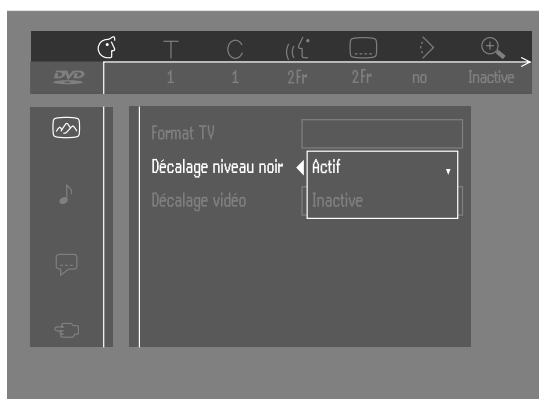 T C
DVD 1 1 2Fr 2Fr no Inactive
Format TV
Décalage niveau noir Actif
Décalage vidéo Inactive